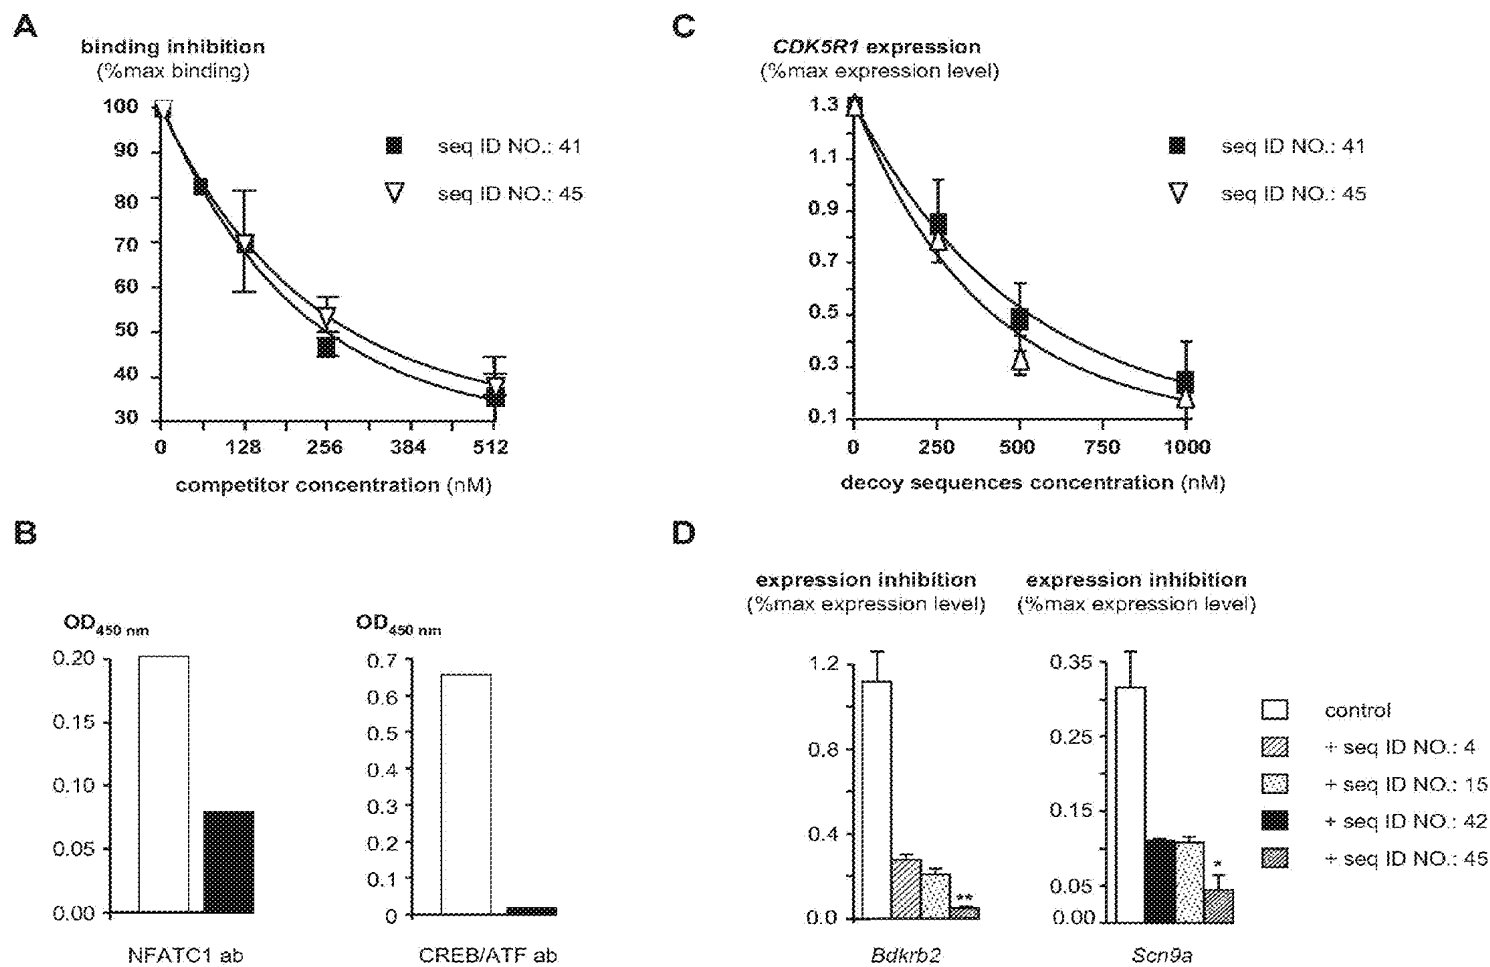 A
binding inhibition
(%max binding)
100
90
80
70
60
50
40
30
0 128 256 384 512
competitor concentration (nM)
seq ID NO.: 41
seq ID NO.: 45
C
CDK5R1 expression
(%max expression level)
1.3
1.1
0.9
0.7
0.5
0.3
0.1
0 250 500 750 1000
decoy sequences concentration (nM)
seq ID NO.: 41
seq ID NO.: 45
B
OD450 nm
0.20
0.15
0.10
0.05
0.00
NFATC1 ab
OD450 nm
0.7
0.6
0.5
0.4
0.3
0.2
0.1
0
CREB/ATF ab
D
expression inhibition
(%max expression level)
1.2
0.8
0.4
0.0
**
Bdkrb2
expression inhibition
(%max expression level)
0.35
0.25
0.15
0.05
0.00
*
Scn9a
control
+ seq ID NO.: 4
+ seq ID NO.: 15
+ seq ID NO.: 42
+ seq ID NO.: 45